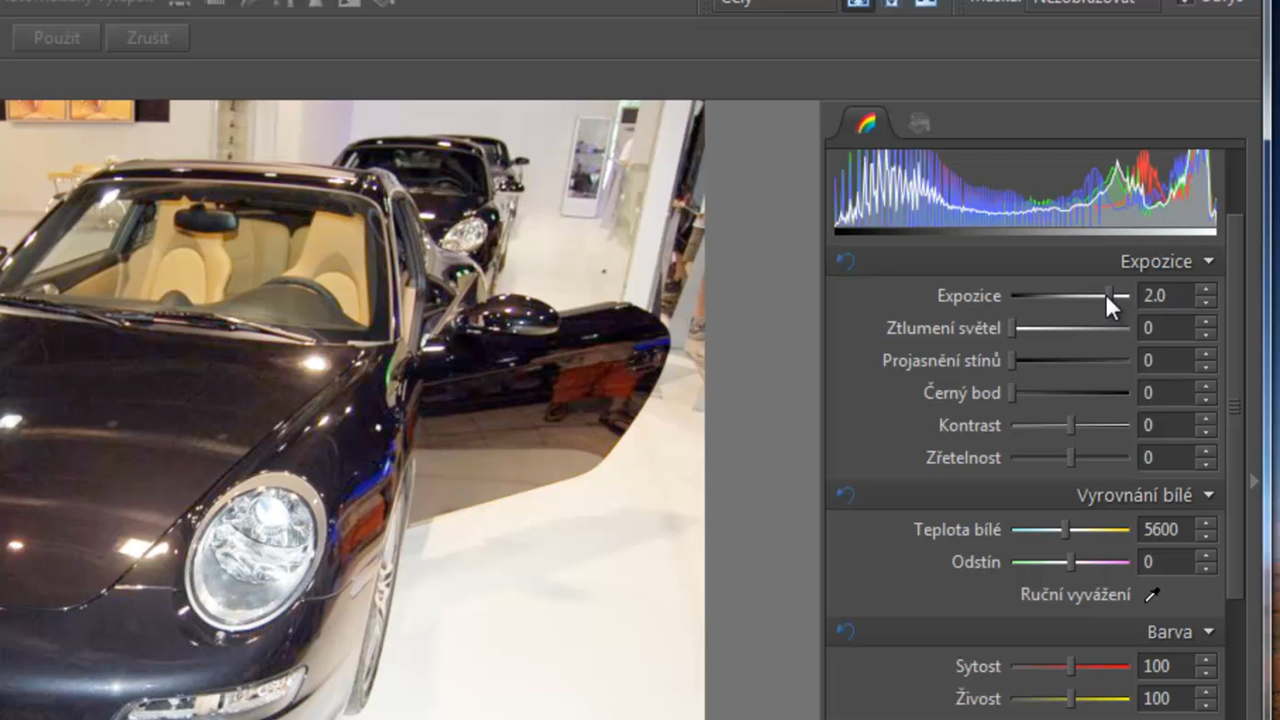 Celý
Použít
Zrušit
Expozice
Expozice 2.0
Ztlumení světel 0
Projasnění stínů 0
Černý bod 0
Kontrast 0
Zřetelnost 0
Vyrovnání bílé
Teplota bílé 5600
Odstín 0
Ruční vyvážení
Barva
Sytost 100
Živost 100